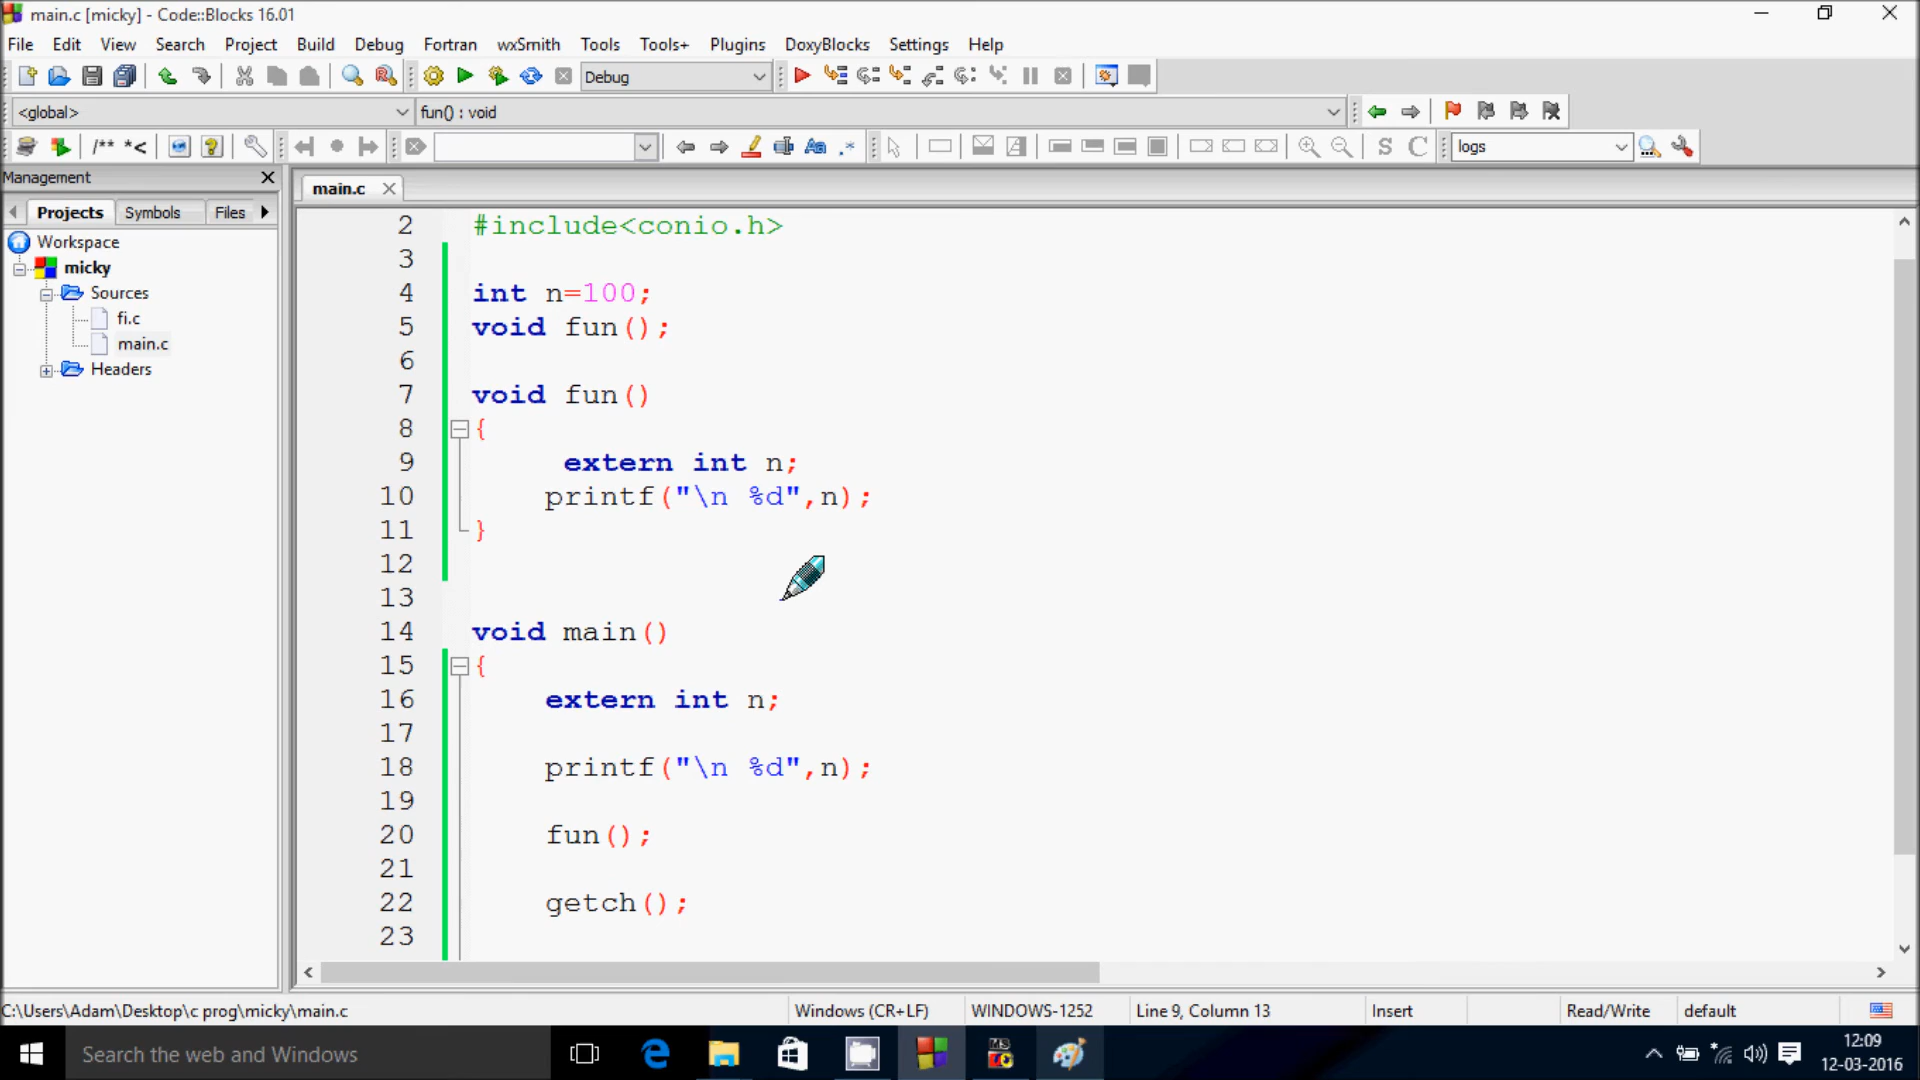 main.c [micky] - Code::Blocks 16.01
File Edit View Search Project Build Debug Fortran wxSmith Tools Tools+ Plugins DoxyBlocks Settings Help
Debug
<global> fun() : void
/** *< Aa .* S C logs
Management
Projects Symbols Files
main.c
Workspace
micky
Sources
fi.c
main.c
Headers
2 #include<conio.h>
3
4 int n=100;
5 void fun();
6
7 void fun()
8 {
9 extern int n;
10 printf("\n %d",n);
11 }
12
13
14 void main()
15 {
16 extern int n;
17
18 printf("\n %d",n);
19
20 fun();
21
22 getch();
23
C:\Users\Adam\Desktop\c prog\micky\main.c Windows (CR+LF) WINDOWS-1252 Line 9, Column 13 Insert Read/Write default
Search the web and Windows
12:09
12-03-2016